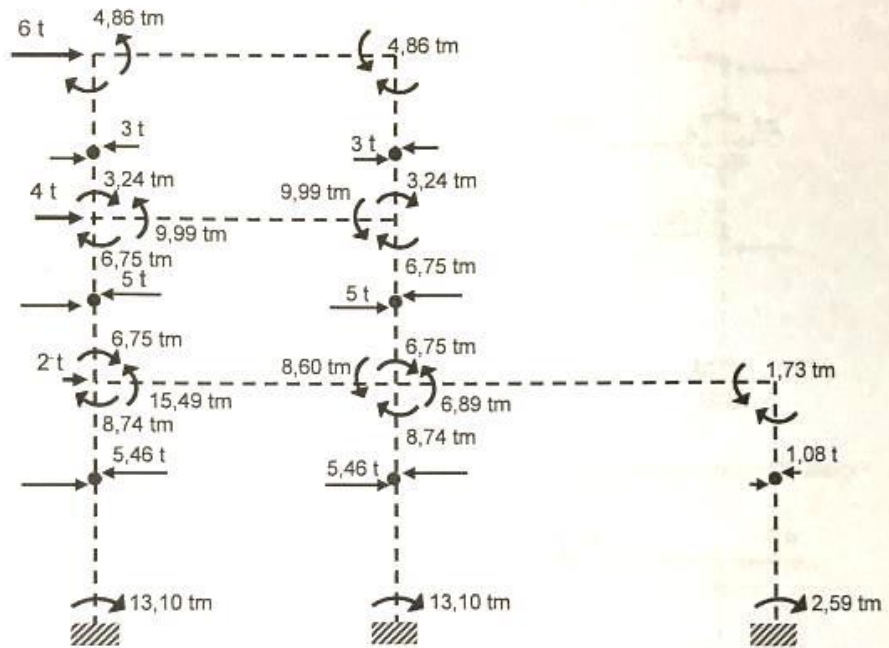 4,86 tm
6 t
4,86 tm
3 t
3 t
3,24 tm
3,24 tm
4 t
9,99 tm
9,99 tm
6,75 tm
6,75 tm
5 t
5 t
6,75 tm
6,75 tm
2 t
8,60 tm
1,73 tm
15,49 tm
6,89 tm
8,74 tm
8,74 tm
5,46 t
5,46 t
1,08 t
13,10 tm
13,10 tm
2,59 tm